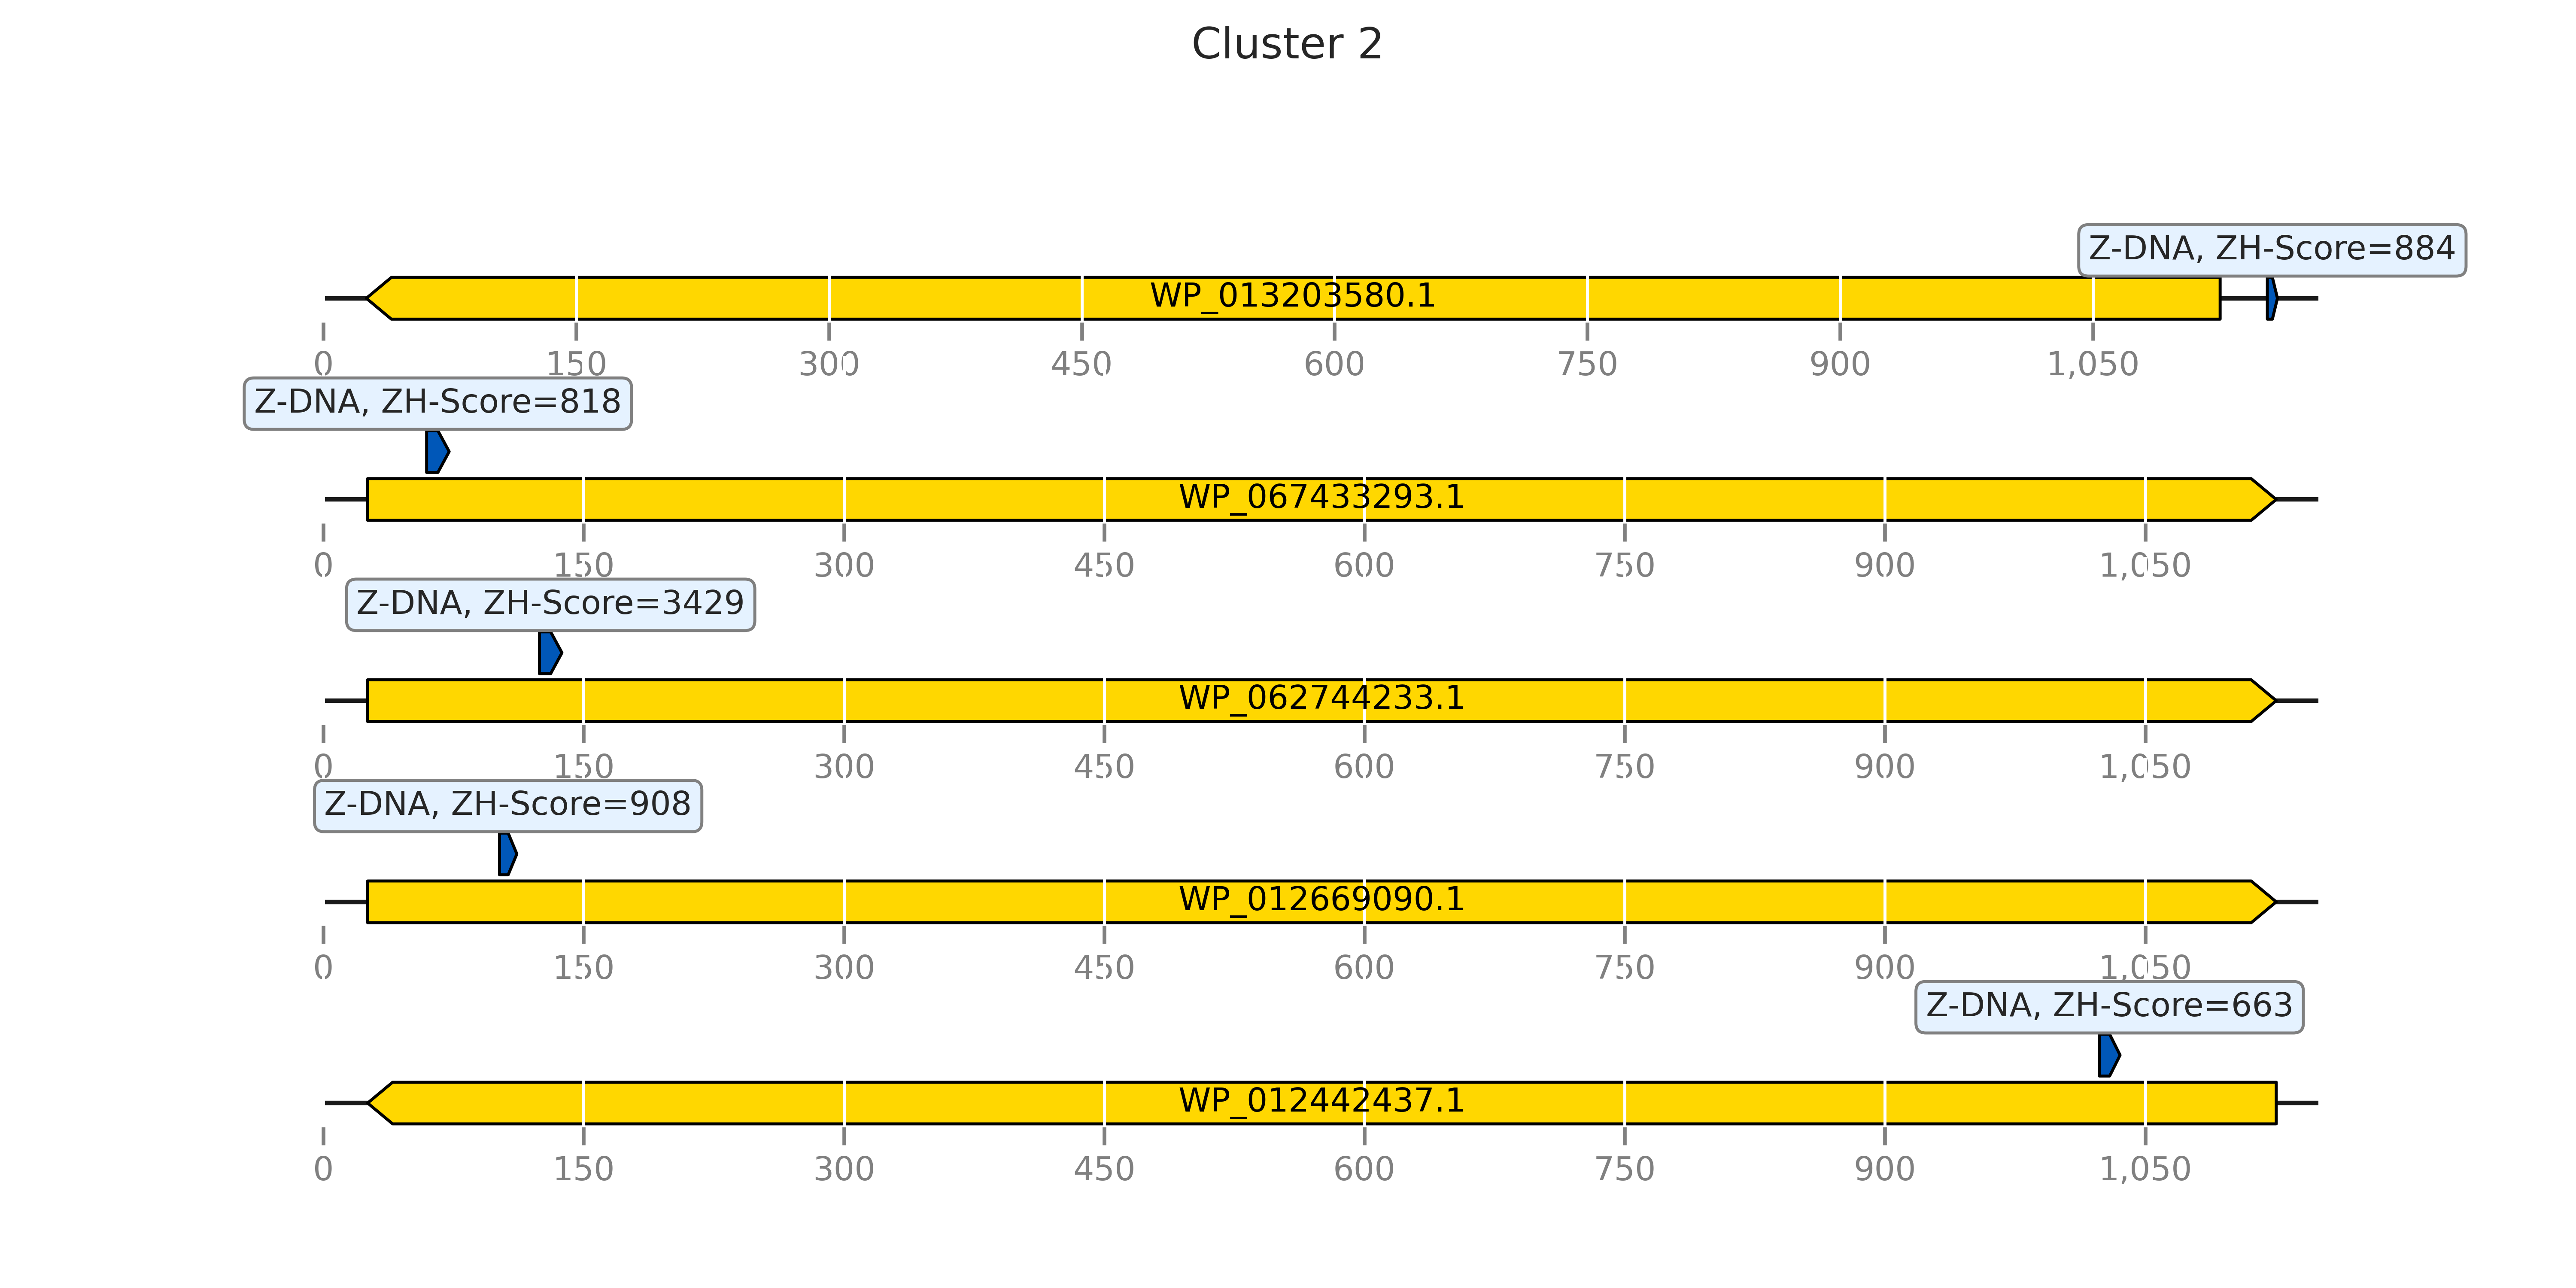 Cluster 2
Z-DNA, ZH-Score=884
WP_013203580.1
0 150 300 450 600 750 900 1,050
Z-DNA, ZH-Score=818
WP_067433293.1
0 150 300 450 600 750 900 1,050
Z-DNA, ZH-Score=3429
WP_062744233.1
0 150 300 450 600 750 900 1,050
Z-DNA, ZH-Score=908
WP_012669090.1
0 150 300 450 600 750 900 1,050
Z-DNA, ZH-Score=663
WP_012442437.1
0 150 300 450 600 750 900 1,050